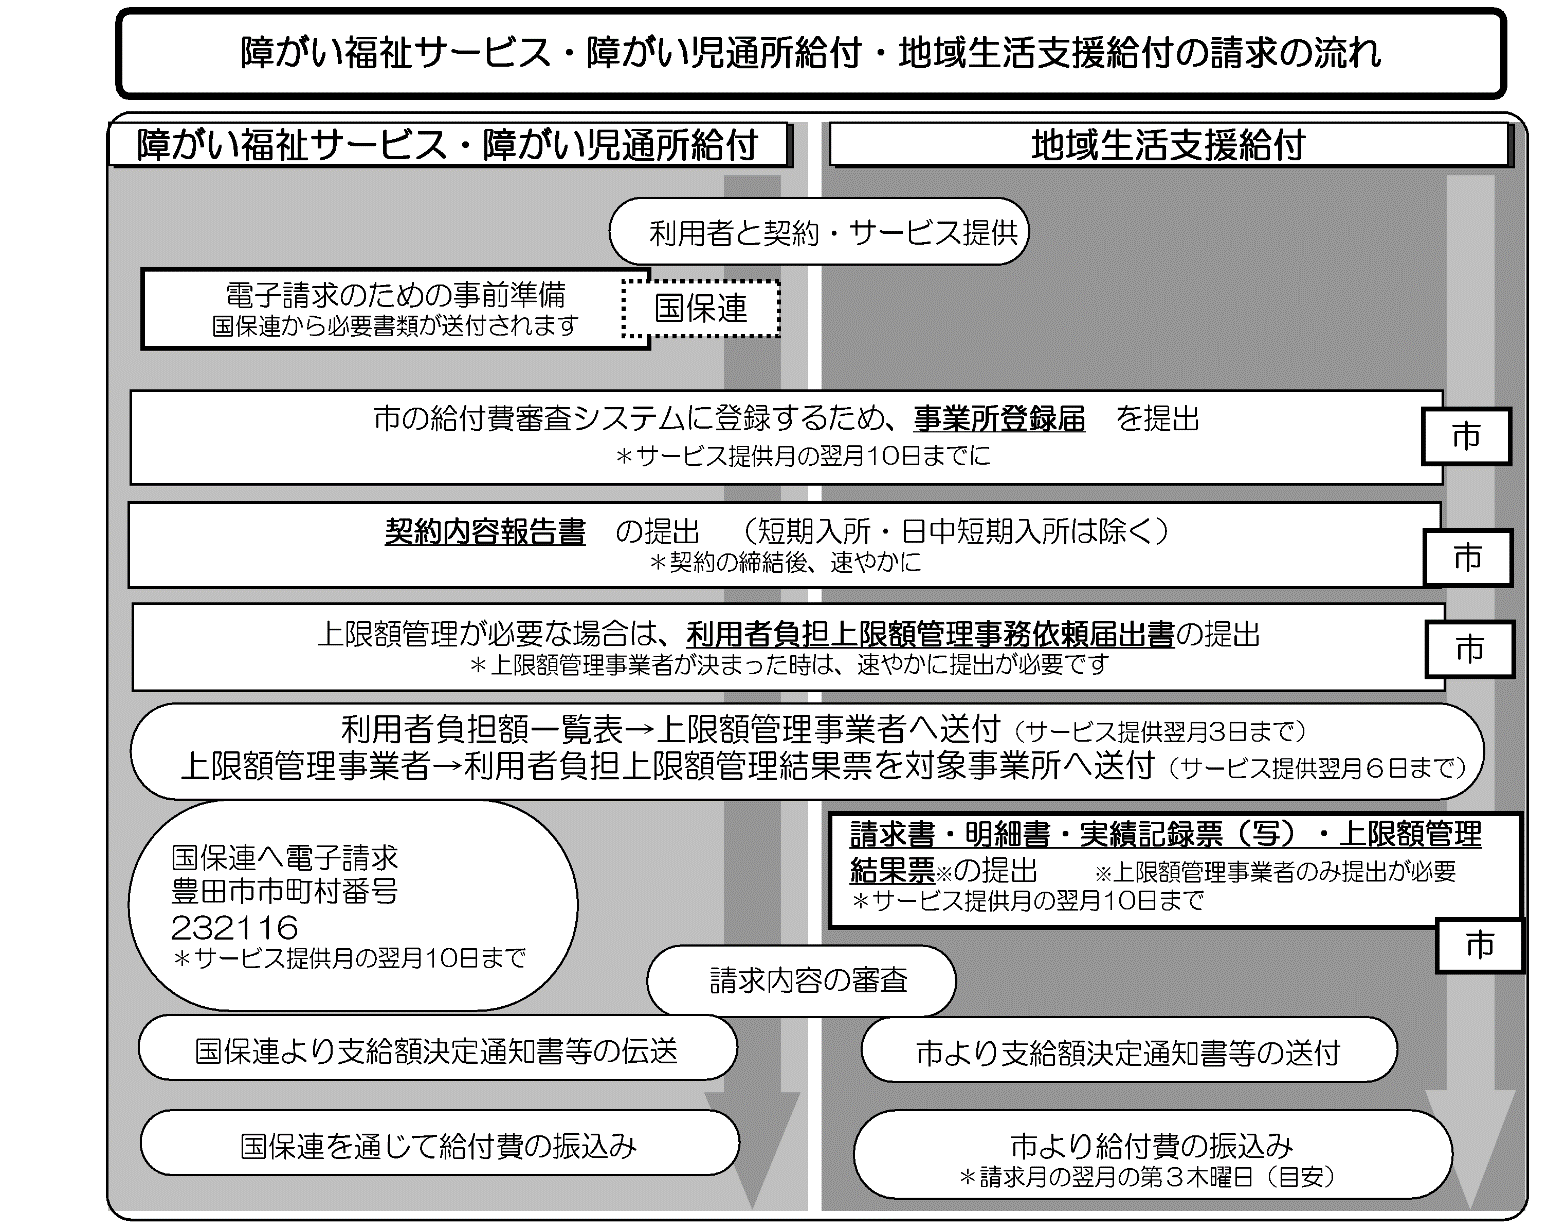 障がい福祉サービス・障がい児通所給付・地域生活支援給付の請求の流れ
障がい福祉サービス・障がい児通所給付
地域生活支援給付
利用者と契約・サービス提供
電子請求のための事前準備
国保連から必要書類が送付されます
国保連
市の給付費審査システムに登録するため、事業所登録届　を提出
＊サービス提供月の翌月10日までに
市
契約内容報告書　の提出　（短期入所・日中短期入所は除く）
＊契約の締結後、速やかに
市
上限額管理が必要な場合は、利用者負担上限額管理事務依頼届出書の提出
＊上限額管理事業者が決まった時は、速やかに提出が必要です
市
利用者負担額一覧表→上限額管理事業者へ送付（サービス提供翌月3日まで）
上限額管理事業者→利用者負担上限額管理結果票を対象事業所へ送付（サービス提供翌月６日まで）
国保連へ電子請求
豊田市市町村番号
232116
＊サービス提供月の翌月10日まで
請求書・明細書・実績記録票（写）・上限額管理
結果票※の提出　　※上限額管理事業者のみ提出が必要
＊サービス提供月の翌月10日まで
市
請求内容の審査
国保連より支給額決定通知書等の伝送
市より支給額決定通知書等の送付
国保連を通じて給付費の振込み
市より給付費の振込み
＊請求月の翌月の第３木曜日（目安）